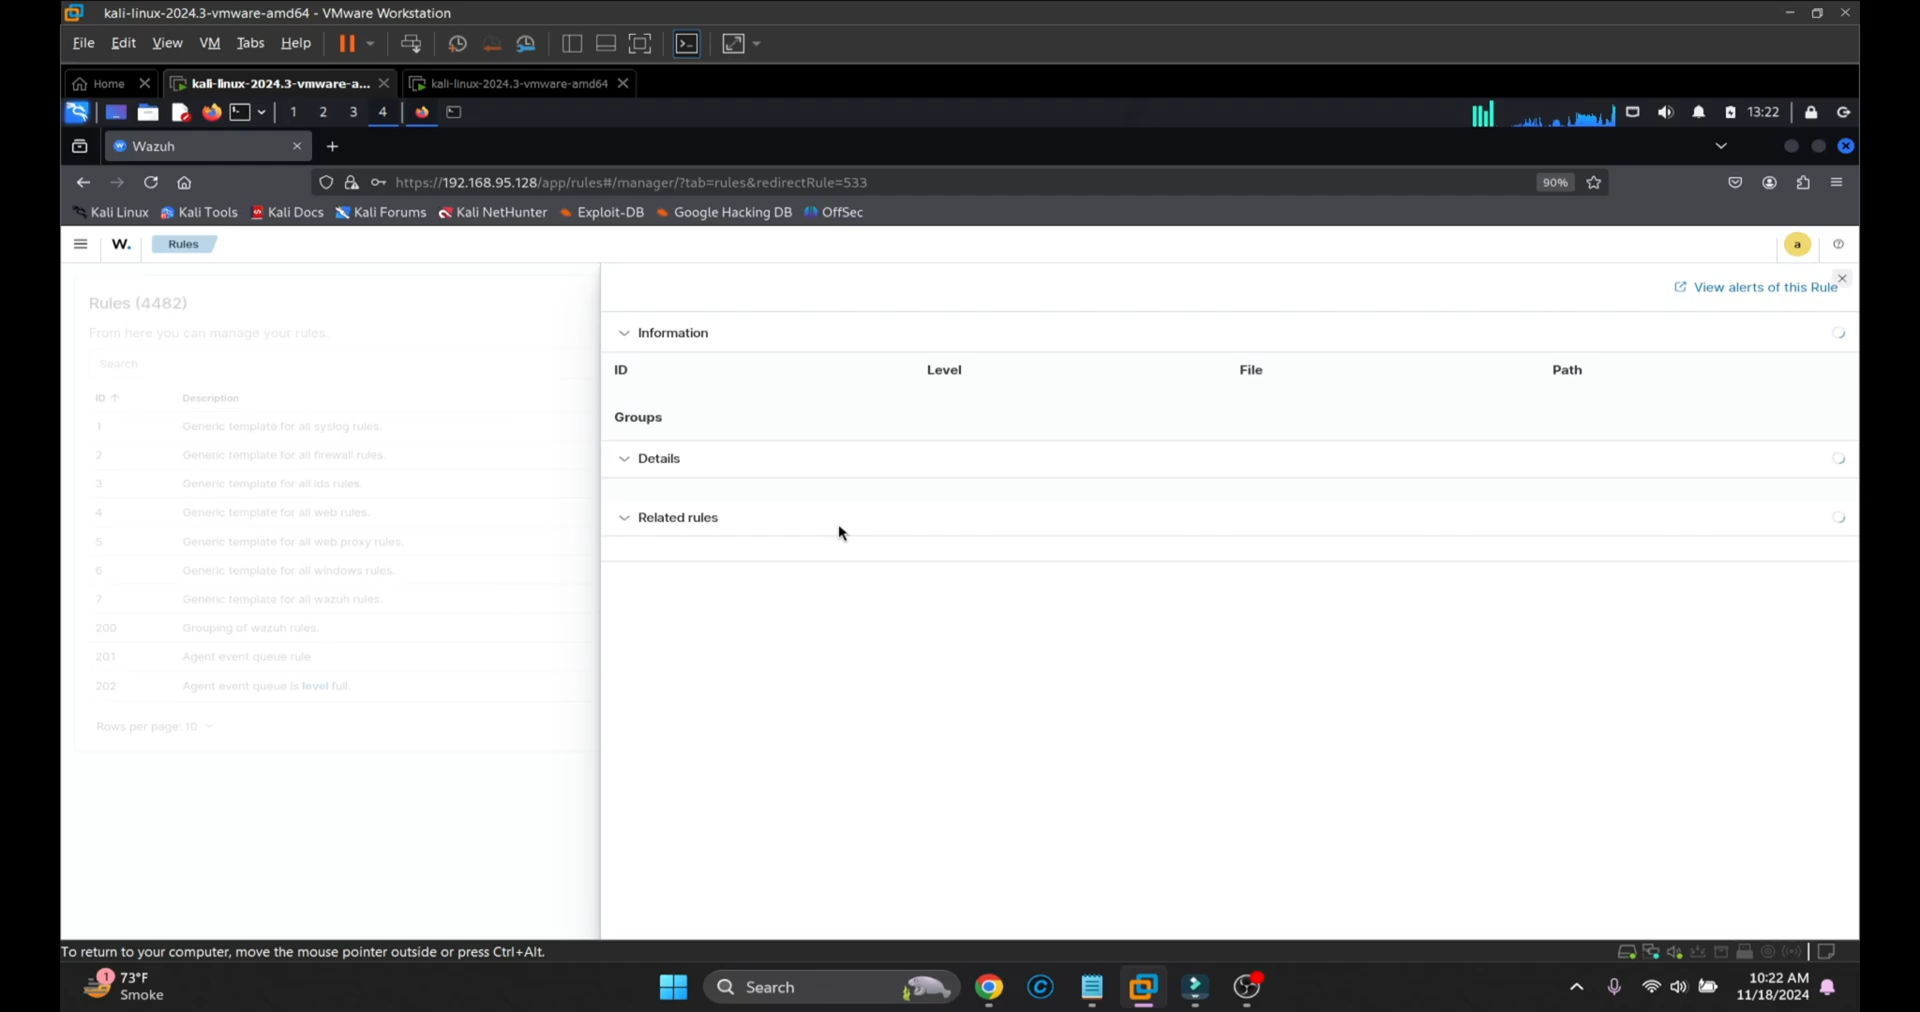 kali-linux-2024.3-vmware-amd64 - VMware Workstation
File Edit View VM Tabs Help
Home kali-linux-2024.3-vmware-a... kali-linux-2024.3-vmware-amd64
1 2 3 4 13:22
Wazuh
https://192.168.95.128/app/rules#/manager/?tab=rules&redirectRule=533 90%
Kali Linux Kali Tools Kali Docs Kali Forums Kali NetHunter Exploit-DB Google Hacking DB OffSec
W. Rules a
View alerts of this Rule
Rules (4482)
From here you can manage your rules.
Search
ID Description
1 Generic template for all syslog rules.
2 Generic template for all firewall rules.
3 Generic template for all ids rules.
4 Generic template for all web rules.
5 Generic template for all web proxy rules.
6 Generic template for all windows rules.
7 Generic template for all wazuh rules.
200 Grouping of wazuh rules.
201 Agent event queue rule
202 Agent event queue is level full.
Rows per page: 10
Information
ID Level File Path
Groups
Details
Related rules
To return to your computer, move the mouse pointer outside or press Ctrl+Alt.
1 73°F
Smoke
Search
10:22 AM
11/18/2024